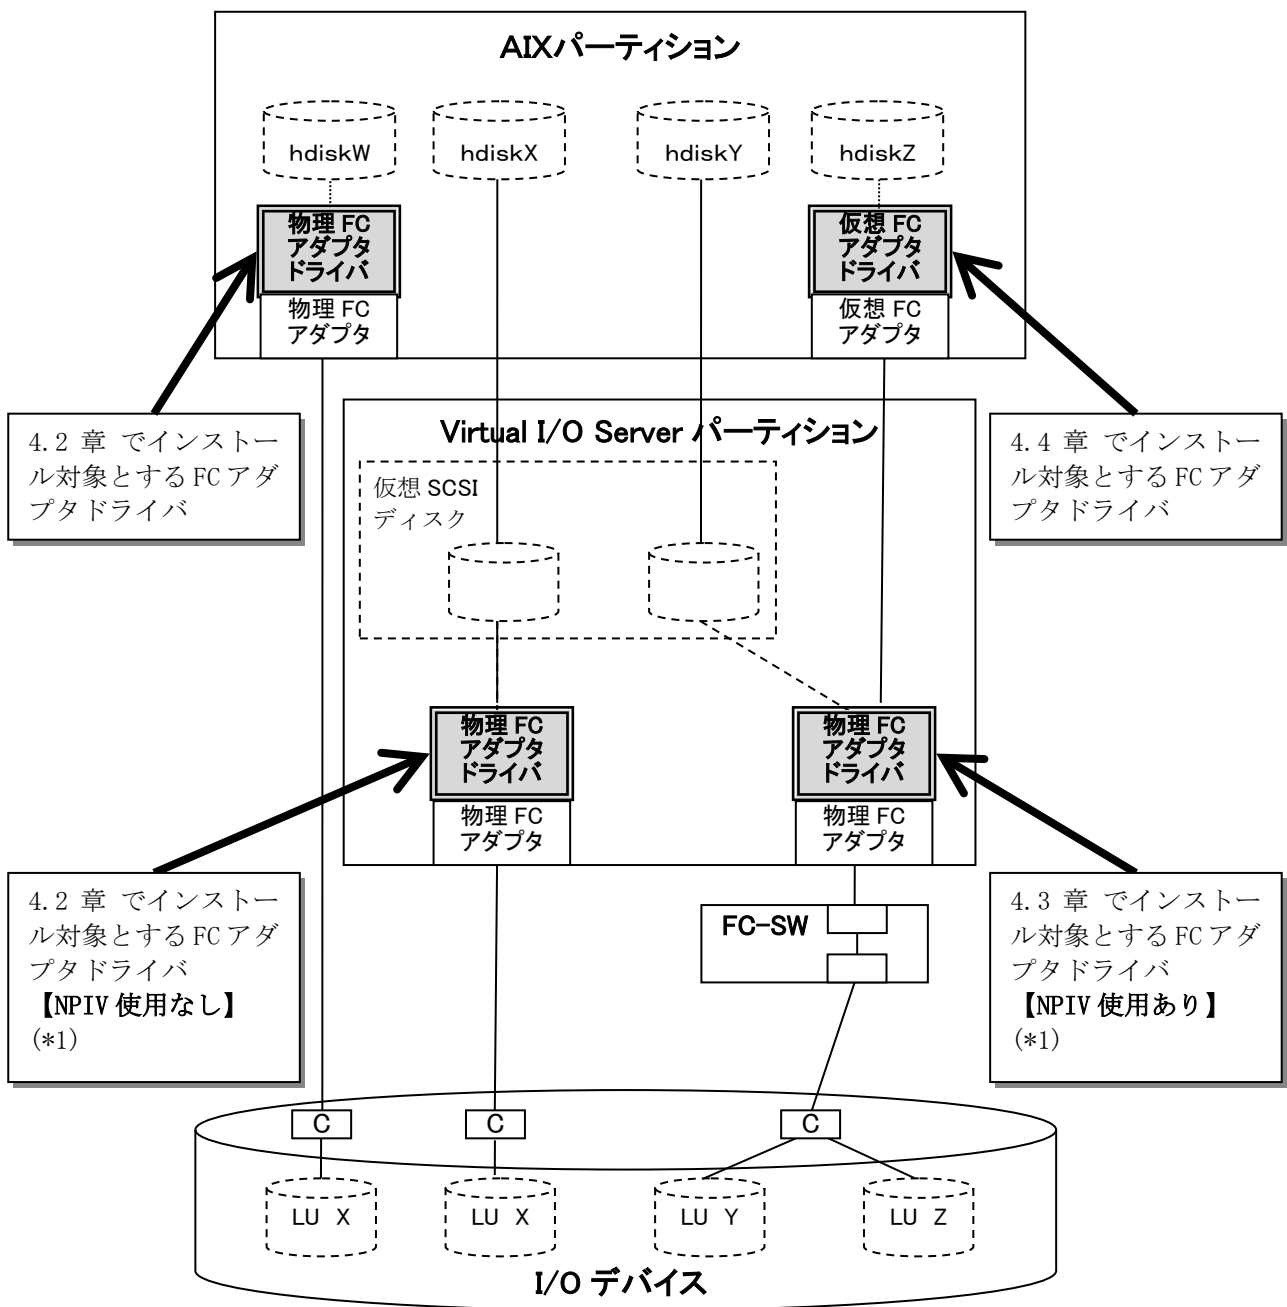 AIXパーティション
hdiskW
hdiskX
hdiskY
hdiskZ
物理 FC
アダプタ
ドライバ
物理 FC
アダプタ
仮想 FC
アダプタ
ドライバ
仮想 FC
アダプタ
4.2 章 でインストー
ル対象とする FC アダ
プタドライバ
4.4 章 でインストー
ル対象とする FC アダ
プタドライバ
Virtual I/O Server パーティション
仮想 SCSI
ディスク
物理 FC
アダプタ
ドライバ
物理 FC
アダプタ
物理 FC
アダプタ
ドライバ
物理 FC
アダプタ
4.2 章 でインストー
ル対象とする FC アダ
プタドライバ
【NPIV 使用なし】
(*1)
FC-SW
4.3 章 でインストー
ル対象とする FC アダ
プタドライバ
【NPIV 使用あり】
(*1)
C
C
C
LU X
LU X
LU Y
LU Z
I/O デバイス